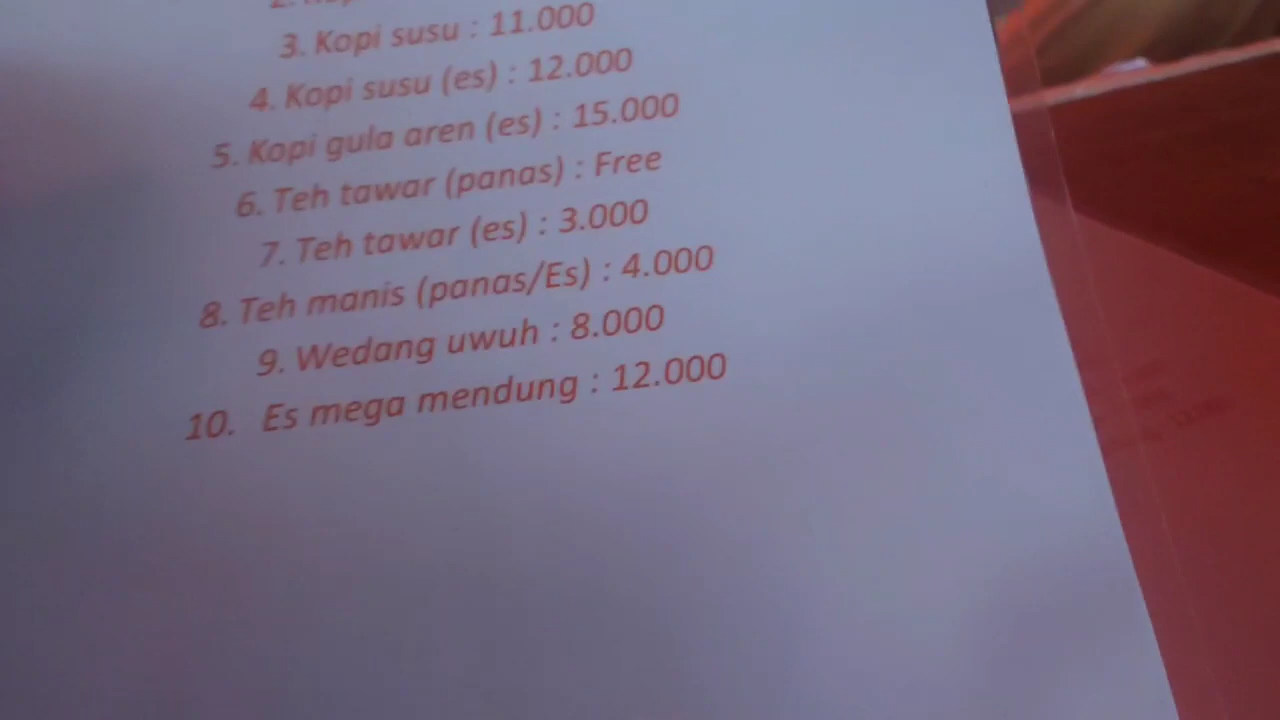 3. Kopi susu : 11.000
4. Kopi susu (es) : 12.000
5. Kopi gula aren (es) : 15.000
6. Teh tawar (panas) : Free
7. Teh tawar (es) : 3.000
8. Teh manis (panas/Es) : 4.000
9. Wedang uwuh : 8.000
10. Es mega mendung : 12.000